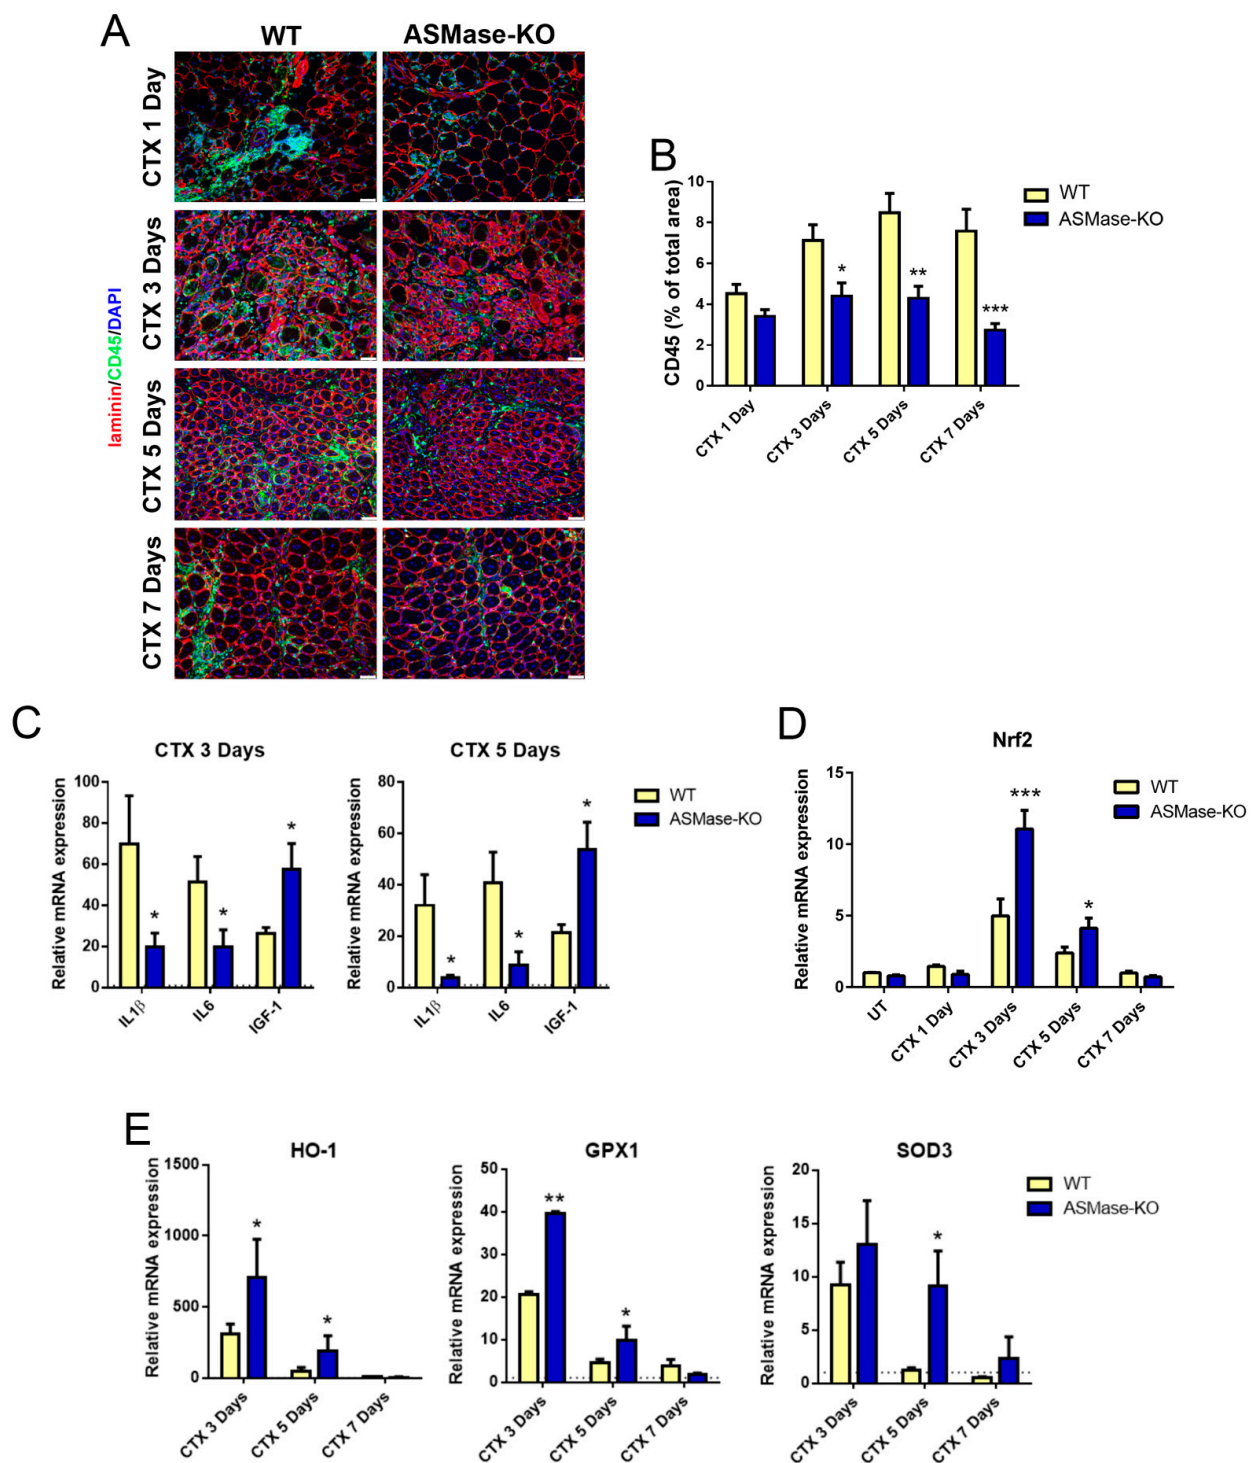 A
WT
ASMase-KO
CTX 1 Day
CTX 3 Days
CTX 5 Days
CTX 7 Days
laminin/CD45/DAPI
B
CD45 (% of total area)
10
8
6
4
2
0
*
**
***
CTX 1 Day
CTX 3 Days
CTX 5 Days
CTX 7 Days
WT
ASMase-KO
C
CTX 3 Days
Relative mRNA expression
100
80
60
40
20
0
*
*
*
IL1β
IL6
IGF-1
CTX 5 Days
Relative mRNA expression
80
60
40
20
0
*
*
*
IL1β
IL6
IGF-1
WT
ASMase-KO
D
Nrf2
Relative mRNA expression
15
10
5
0
***
*
UT
CTX 1 Day
CTX 3 Days
CTX 5 Days
CTX 7 Days
WT
ASMase-KO
E
HO-1
Relative mRNA expression
1500
1000
500
0
*
*
CTX 3 Days
CTX 5 Days
CTX 7 Days
GPX1
Relative mRNA expression
50
40
30
20
10
0
**
*
CTX 3 Days
CTX 5 Days
CTX 7 Days
SOD3
Relative mRNA expression
20
15
10
5
0
*
CTX 3 Days
CTX 5 Days
CTX 7 Days
WT
ASMase-KO